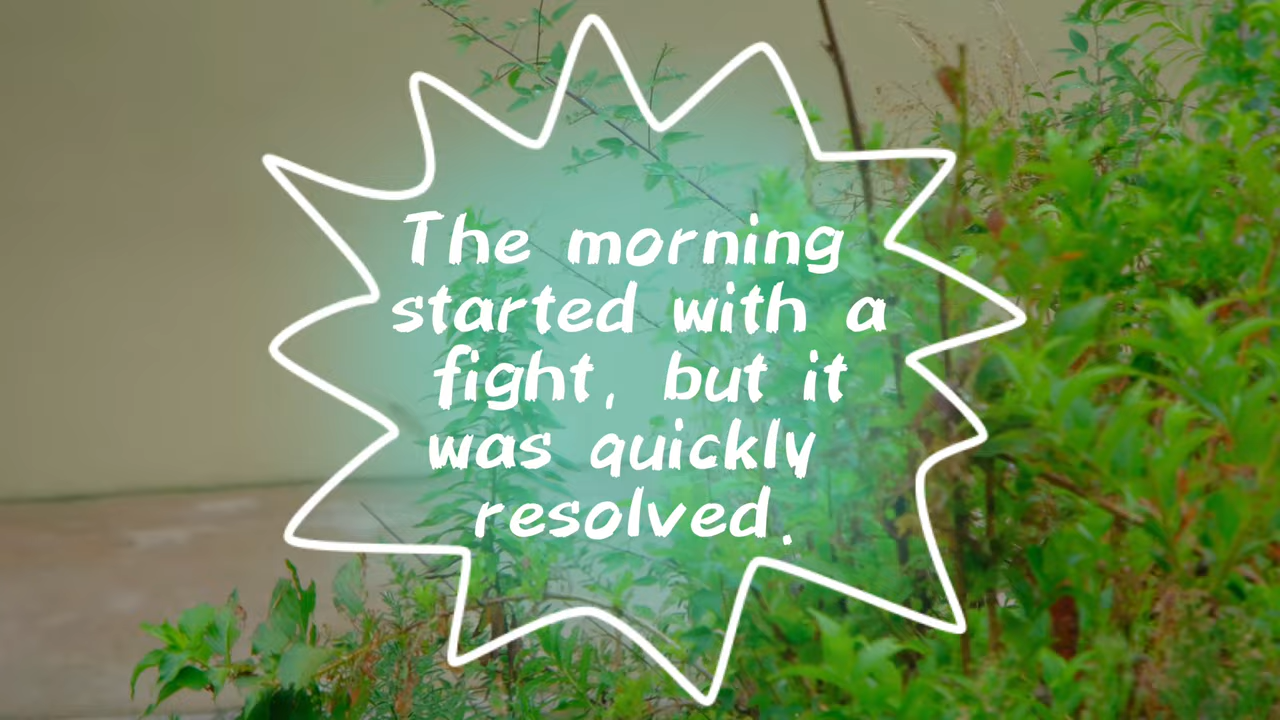 The morning
started with a
fight, but it
was quickly
resolved.